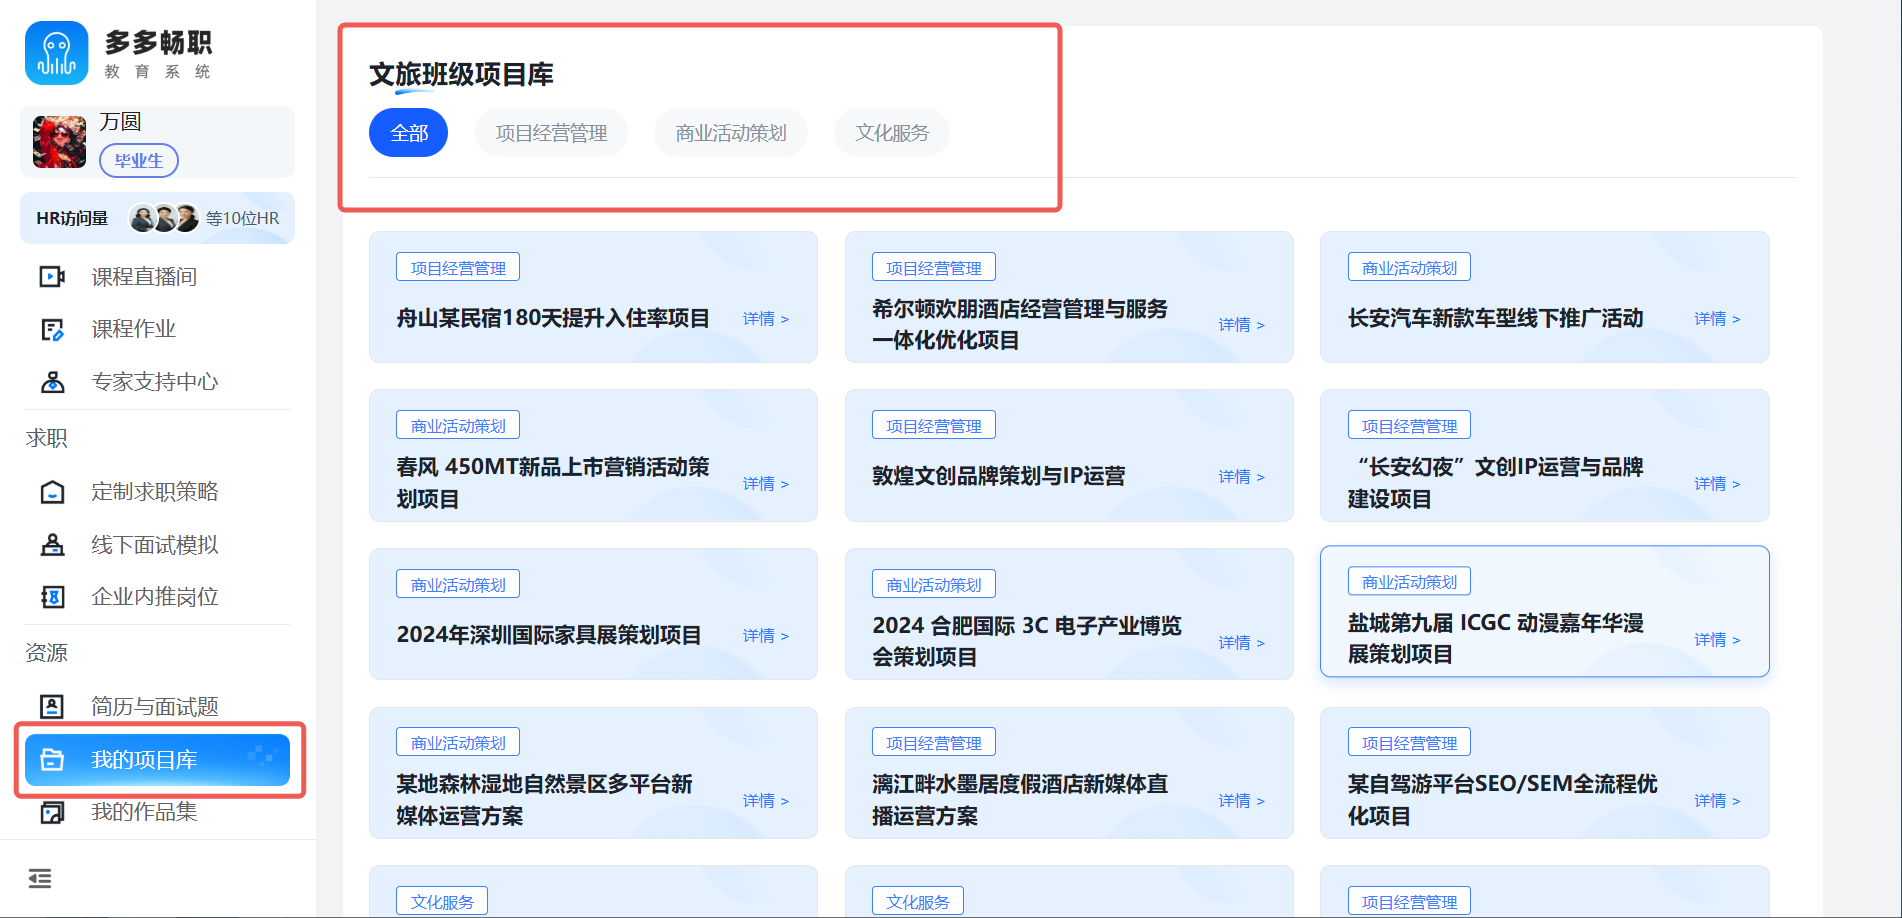 多多畅职
教育系统
万圆
毕业生
HR访问量
等10位HR
课程直播间
课程作业
专家支持中心
求职
定制求职策略
线下面试模拟
企业内推岗位
资源
简历与面试题
我的项目库
我的作品集
文旅班级项目库
全部
项目经营管理
商业活动策划
文化服务
项目经营管理
舟山某民宿180天提升入住率项目
详情 >
项目经营管理
希尔顿欢朋酒店经营管理与服务
一体化优化项目
详情 >
商业活动策划
长安汽车新款车型线下推广活动
详情 >
商业活动策划
春风 450MT新品上市营销活动策
划项目
详情 >
项目经营管理
敦煌文创品牌策划与IP运营
详情 >
项目经营管理
“长安幻夜”文创IP运营与品牌
建设项目
详情 >
商业活动策划
2024年深圳国际家具展策划项目
详情 >
商业活动策划
2024 合肥国际 3C 电子产业博览
会策划项目
详情 >
商业活动策划
盐城第九届 ICGC 动漫嘉年华漫
展策划项目
详情 >
商业活动策划
某地森林湿地自然景区多平台新
媒体运营方案
详情 >
项目经营管理
漓江畔水墨居度假酒店新媒体直
播运营方案
详情 >
项目经营管理
某自驾游平台SEO/SEM全流程优
化项目
详情 >
文化服务
文化服务
项目经营管理